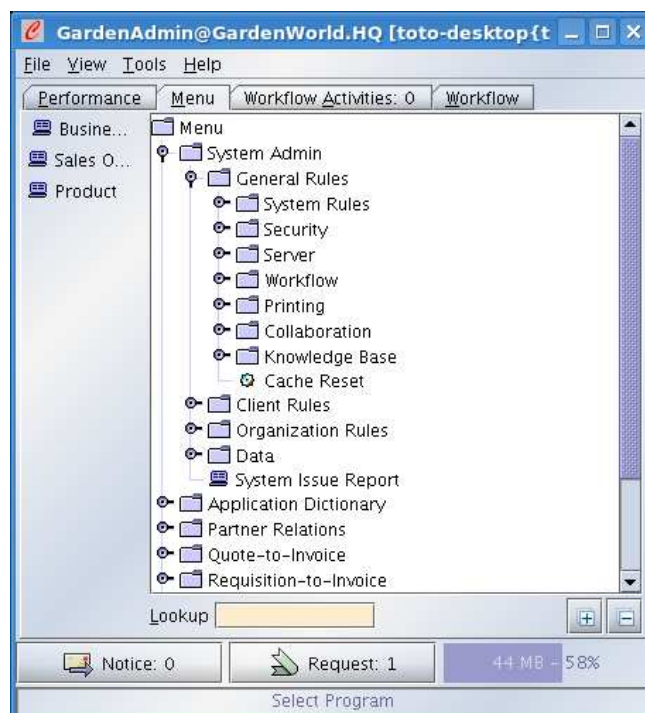 GardenAdmin@GardenWorld.HQ [toto-desktop{t
File View Tools Help
Performance Menu Workflow Activities: 0 Workflow
Busine...
Sales O...
Product
Menu
System Admin
General Rules
System Rules
Security
Server
Workflow
Printing
Collaboration
Knowledge Base
Cache Reset
Client Rules
Organization Rules
Data
System Issue Report
Application Dictionary
Partner Relations
Quote-to-Invoice
Requisition-to-Invoice
Lookup
Notice: 0 Request: 1 44 MB - 58%
Select Program